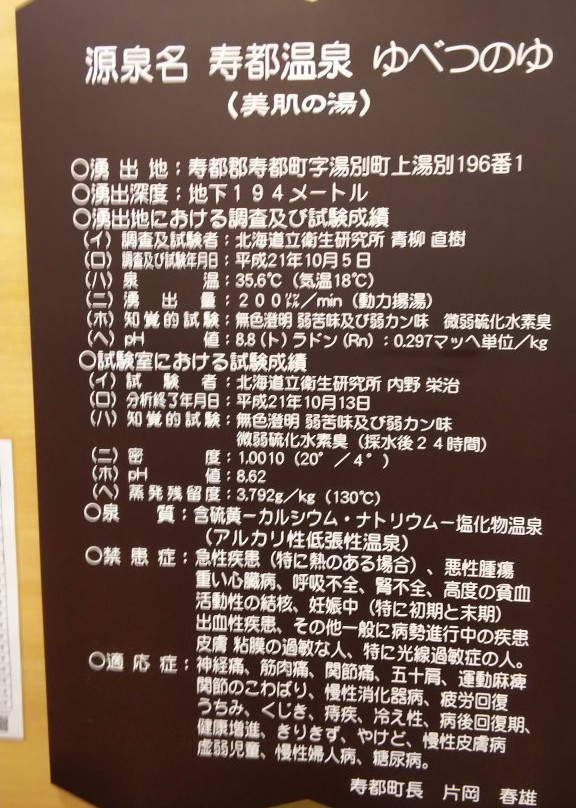 源泉名 寿都温泉 ゆべつのゆ
(美肌の湯)
○湧出地:寿都郡寿都町字湯別町上湯別196番1
○湧出深度:地下194メートル
○湧出地における調査及び試験成績
(イ)調査及試験者:北海道立衛生研究所 青柳 直樹
(ロ)調査及び試験年月日:平成21年10月5日
(ハ)泉温:35.6℃(気温18℃)
(ニ)湧出量:200㍑/min(動力揚湯)
(ホ)知覚的試験:無色澄明 弱苦味及び弱カン味 微弱硫化水素臭
(ヘ)pH値:8.8(ト)ラドン(Rn):0.297マッヘ単位/kg
○試験室における試験成績
(イ)試験者:北海道立衛生研究所 内野 栄治
(ロ)分析終了年月日:平成21年10月13日
(ハ)知覚的試験:無色澄明 弱苦味及び弱カン味
微弱硫化水素臭(採水後24時間)
(ニ)密度:1.0010(20°/4°)
(ホ)pH値:8.62
(ヘ)蒸発残留度:3.792g/kg(130℃)
○泉質:含硫黄ーカルシウム・ナトリウムー塩化物温泉
(アルカリ性低張性温泉)
○禁忌症:急性疾患(特に熱のある場合)、悪性腫瘍
重い心臓病、呼吸不全、腎不全、高度の貧血
活動性の結核、妊娠中(特に初期と末期)
出血性疾患、その他一般に病勢進行中の疾患
皮膚 粘膜の過敏な人、特に光線過敏症の人。
○適応症:神経痛、筋肉痛、関節痛、五十肩、運動麻痺
関節のこわばり、慢性消化器病、疲労回復
うちみ、くじき、痔疾、冷え性、病後回復期、
健康増進、きりきず、やけど、慢性皮膚病
虚弱児童、慢性婦人病、糖尿病。
寿都町長 片岡 春雄